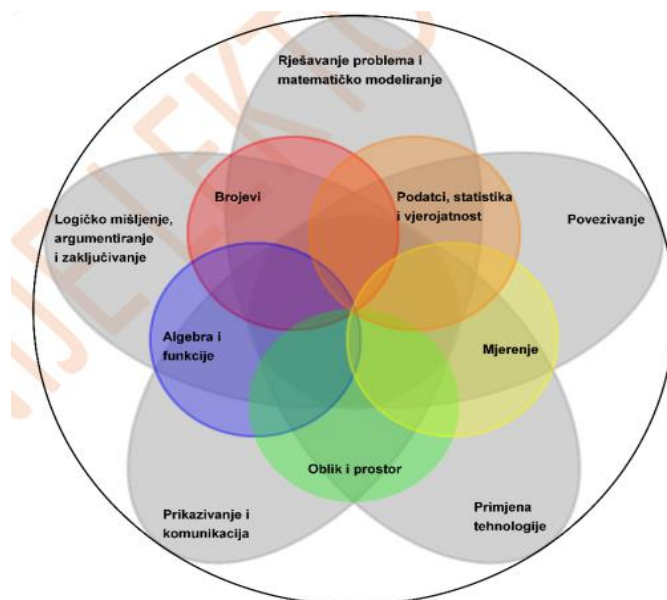 Rješavanje problema i
matematičko modeliranje
Brojevi
Podatci, statistika
i vjerojatnost
Logičko mišljenje,
argumentiranje
i zaključivanje
Povezivanje
Algebra i
funkcije
Mjerenje
Oblik i prostor
Prikazivanje i
komunikacija
Primjena
tehnologije